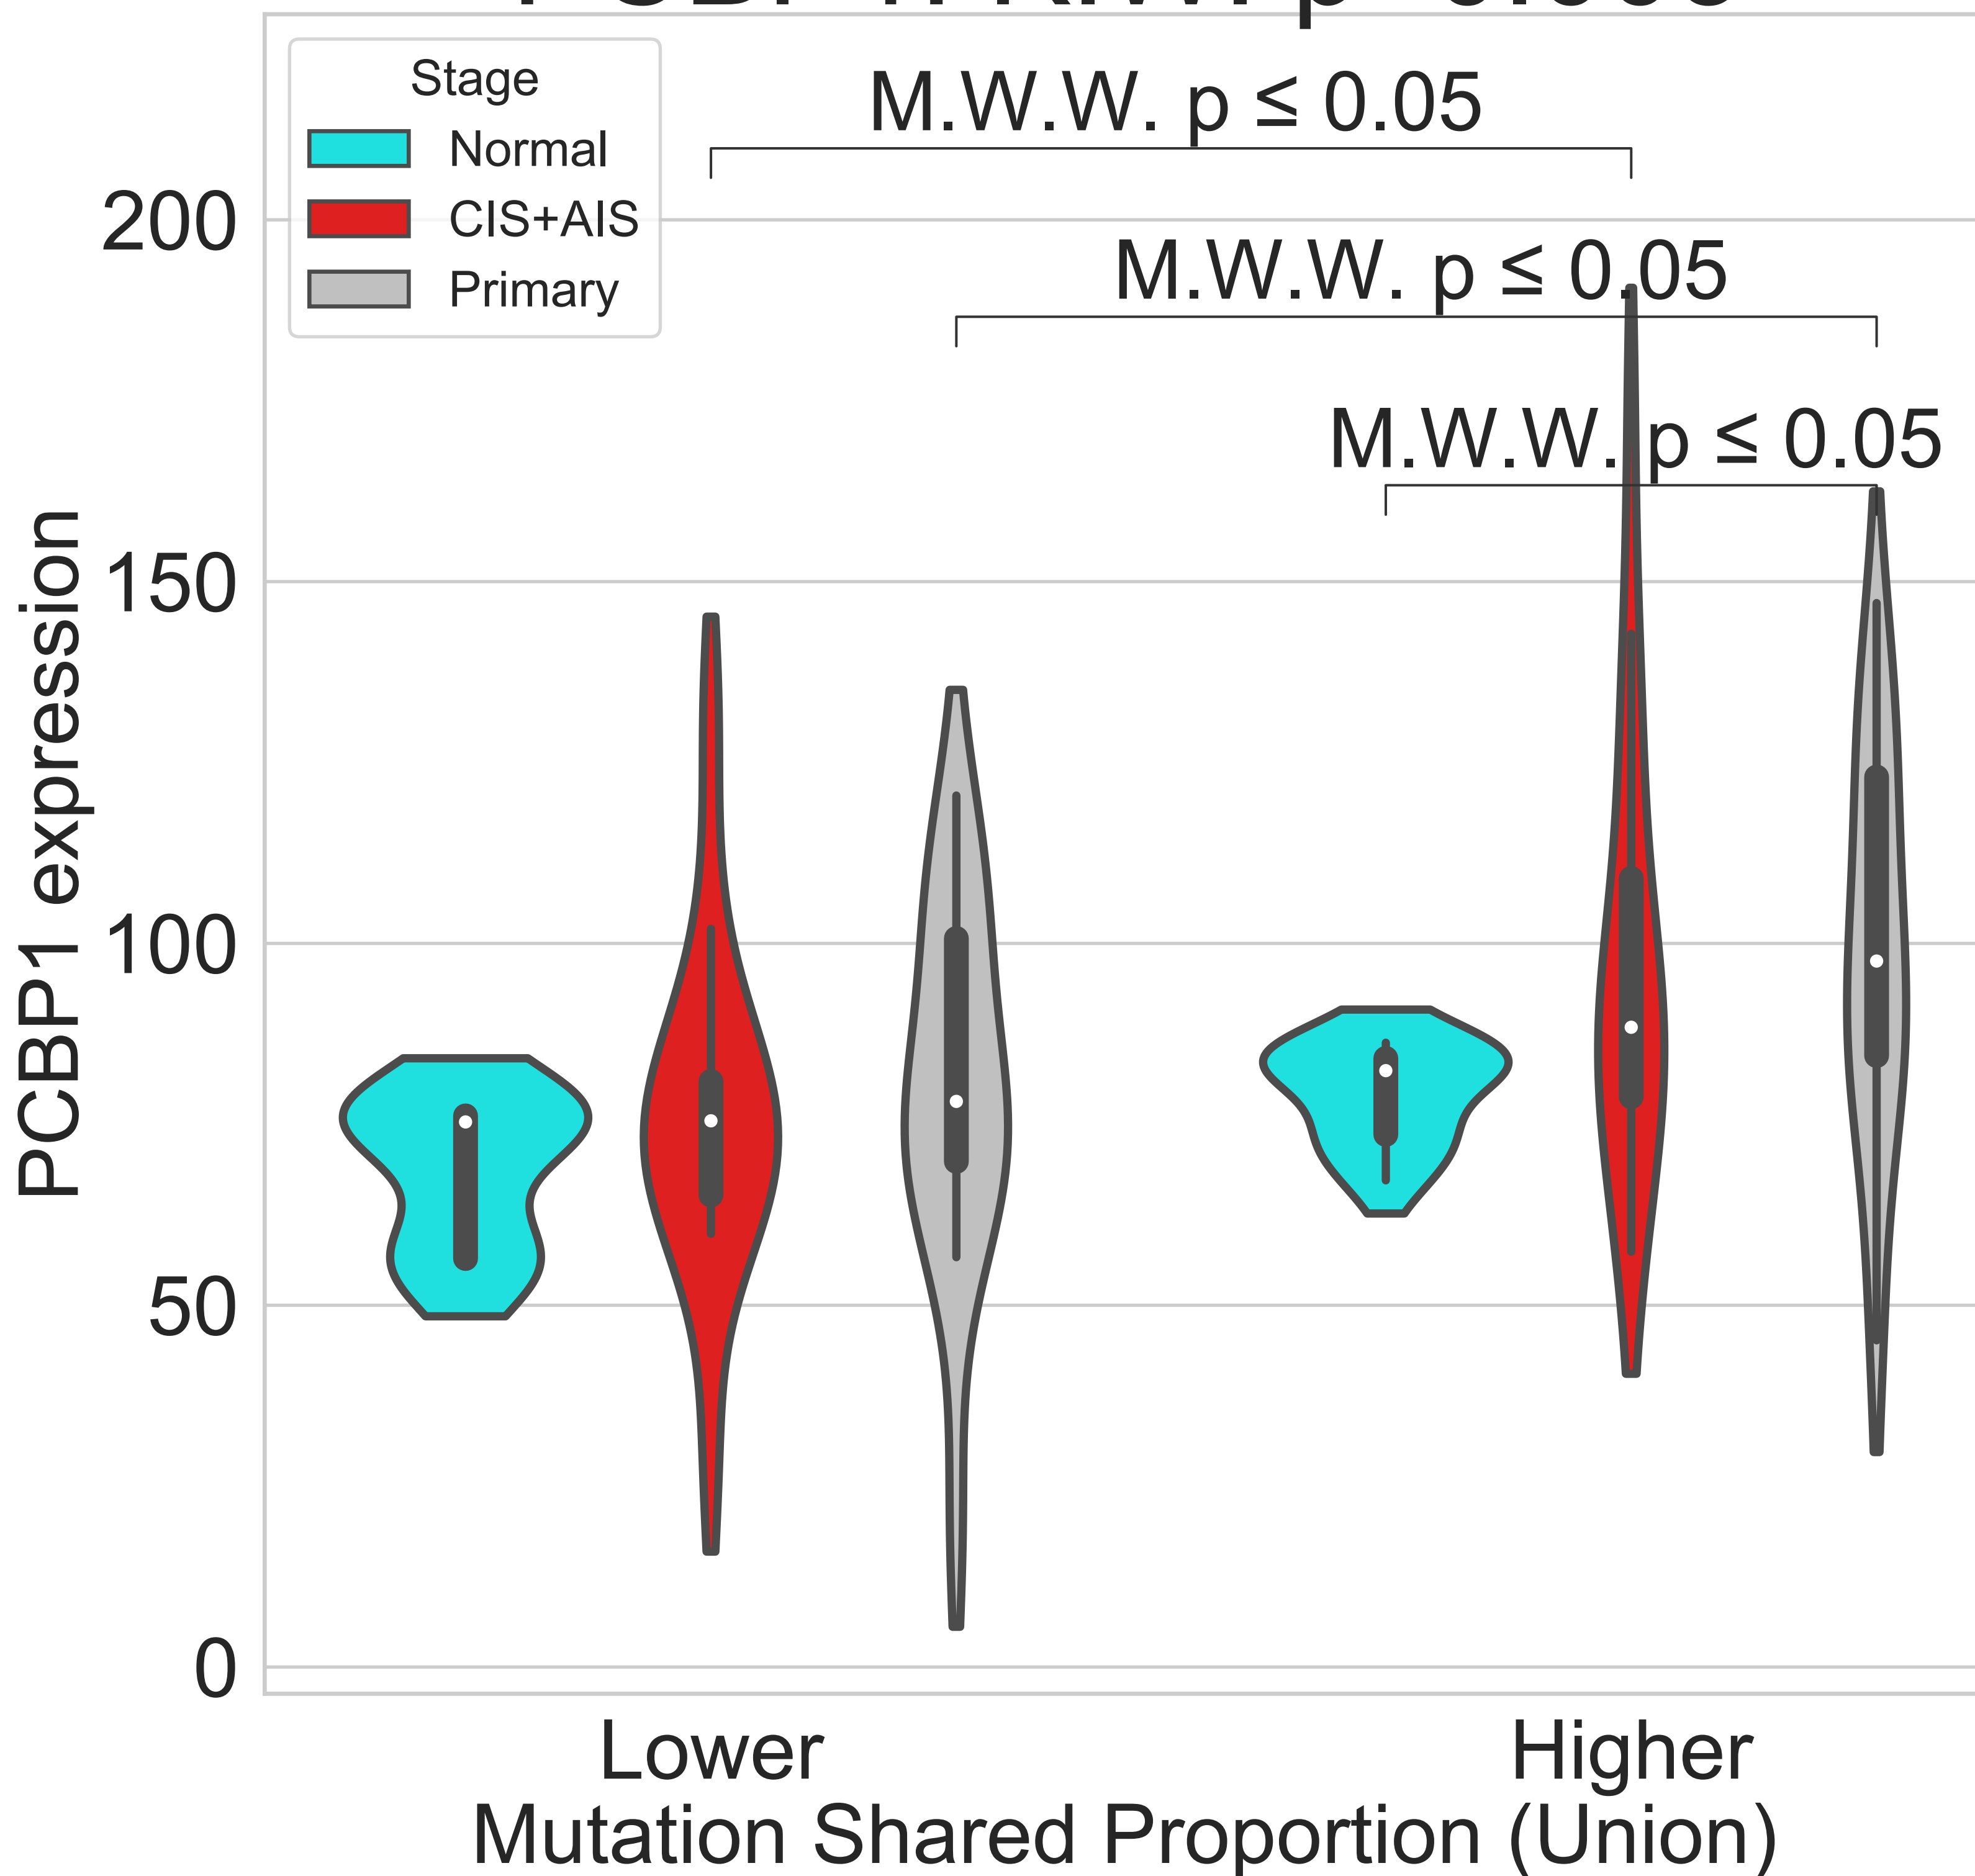 Stage
Normal
CIS+AIS
Primary
M.W.W. p ≤ 0.05
M.W.W. p ≤ 0.05
M.W.W. p ≤ 0.05
200
150
100
50
0
PCBP1 expression
Lower
Higher
Mutation Shared Proportion (Union)